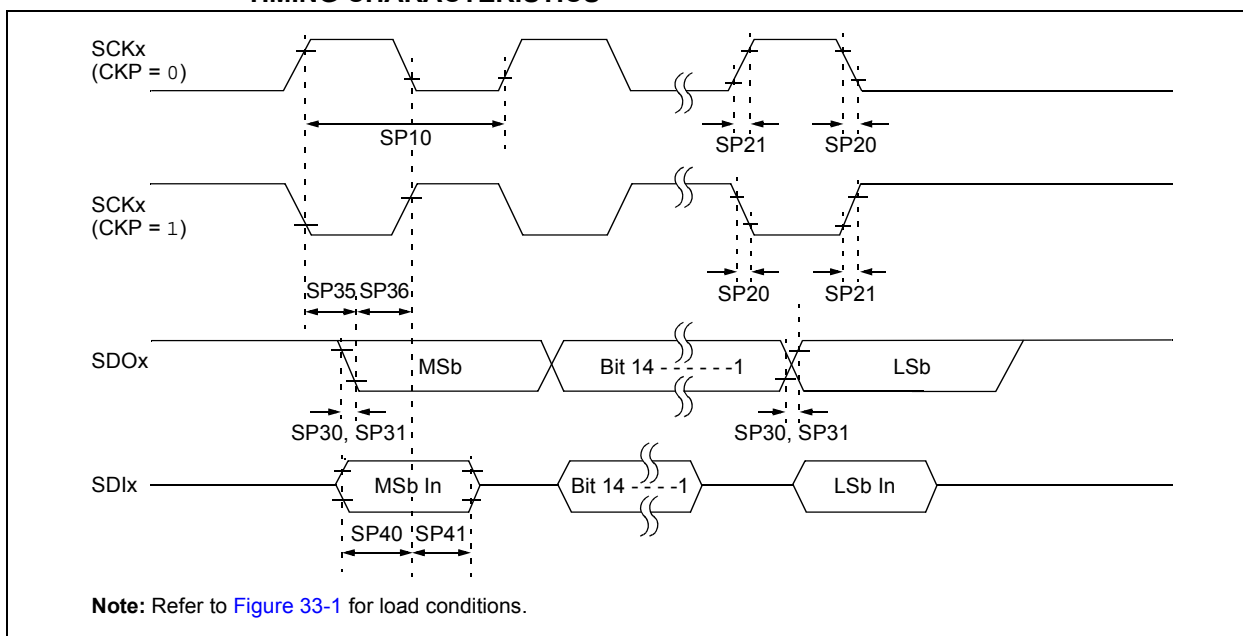 SCKx
(CKP = 0)
SP10
SP21
SP20
SCKx
(CKP = 1)
SP35
SP36
SP20
SP21
SDOx
MSb
Bit 14 - - - - - -1
LSb
SP30, SP31
SP30, SP31
SDIx
MSb In
Bit 14 - - - -1
LSb In
SP40
SP41
Note: Refer to Figure 33-1 for load conditions.